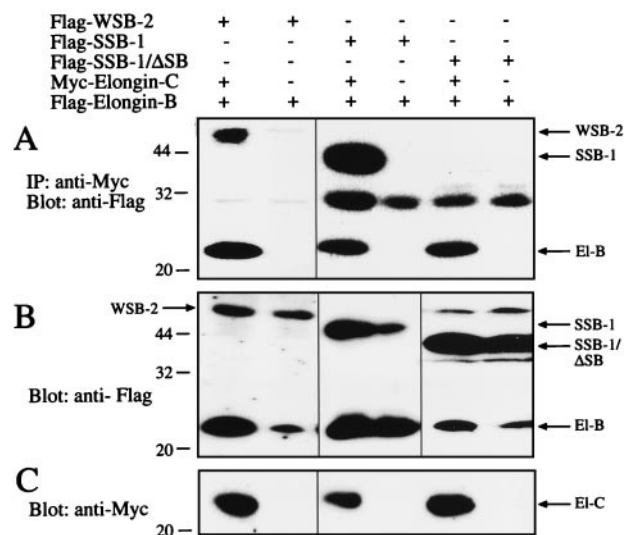 Flag-WSB-2 + + - - - -
Flag-SSB-1 - - + + - -
Flag-SSB-1/ΔSB - - - - + +
Myc-Elongin-C + - + - + -
Flag-Elongin-B + + + + + +
A
IP: anti-Myc
Blot: anti-Flag
44
32
20
WSB-2
SSB-1
El-B
B
WSB-2
Blot: anti- Flag
44
32
20
SSB-1
SSB-1/
ΔSB
El-B
C
Blot: anti-Myc
20
El-C